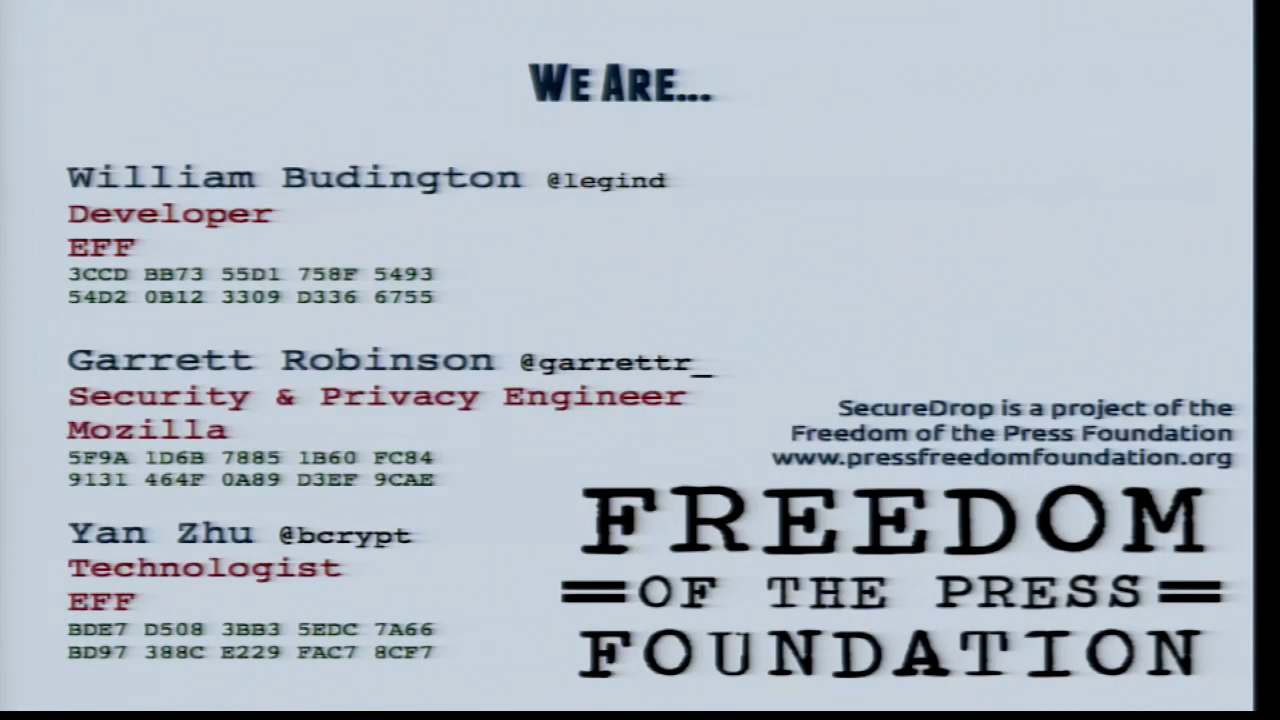 WE ARE...
William Budington @legind
Developer
EFF
3CCD BB73 55D1 758F 5493
54D2 0B12 3309 D336 6755
Garrett Robinson @garrettr_
Security & Privacy Engineer
Mozilla
5F9A 1D6B 7885 1B60 FC84
9131 464F 0A89 D3EF 9CAE
Yan Zhu @bcrypt
Technologist
EFF
BDE7 D508 3BB3 5EDC 7A66
BD97 388C E229 FAC7 8CF7
SecureDrop is a project of the
Freedom of the Press Foundation
www.pressfreedomfoundation.org
FREEDOM
OF THE PRESS
FOUNDATION